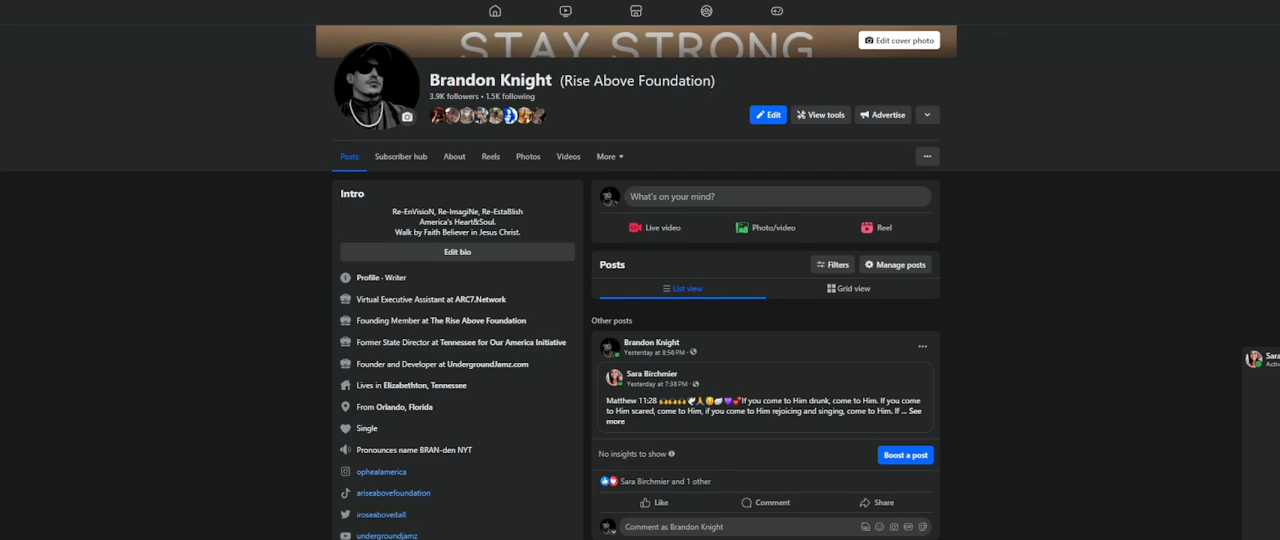 STAY STRONG
Edit cover photo
Brandon Knight (Rise Above Foundation)
3.9K followers • 1.5K following
Edit
View tools
Advertise
Posts
Subscriber hub
About
Reels
Photos
Videos
More
Intro
Re-EnVisioN, Re-ImagiNe, Re-EstaBlish
America's Heart&Soul.
Walk by Faith Believer in Jesus Christ.
Edit bio
Profile · Writer
Virtual Executive Assistant at ARC7.Network
Founding Member at The Rise Above Foundation
Former State Director at Tennessee for Our America Initiative
Founder and Developer at UndergroundJamz.com
Lives in Elizabethton, Tennessee
From Orlando, Florida
Single
Pronounces name BRAN-den NYT
ophealamerica
ariseabovefoundation
iroseaboveitall
undergroundjamz
What's on your mind?
Live video
Photo/video
Reel
Posts
Filters
Manage posts
List view
Grid view
Other posts
Brandon Knight
Yesterday at 8:56 PM ·
Sara Birchmier
Yesterday at 7:38 PM ·
Matthew 11:28 🙌🙌🙌🕊🙏😇🤍💜💕If you come to Him drunk, come to Him. If you come
to Him scared, come to Him, if you come to Him rejoicing and singing, come to Him. If ... See
more
No insights to show
Boost a post
Sara Birchmier and 1 other
Like
Comment
Share
Comment as Brandon Knight
GIF
Sara
Activ